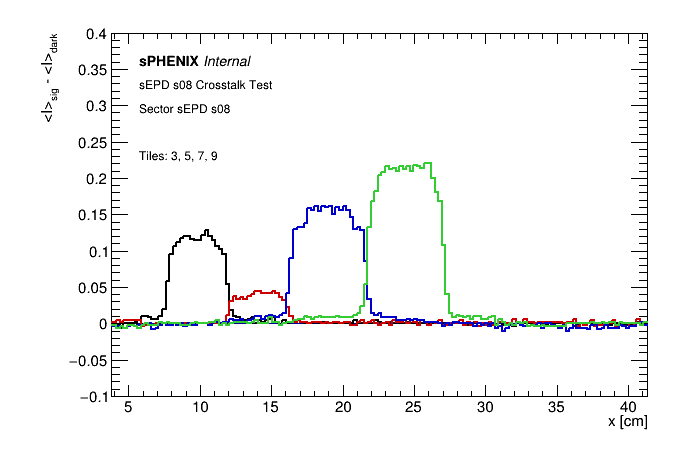 <I>sig - <I>dark
0.4
0.35
0.3
0.25
0.2
0.15
0.1
0.05
0
−0.05
−0.1
sPHENIX Internal
sEPD s08 Crosstalk Test
Sector sEPD s08
Tiles: 3, 5, 7, 9
5 10 15 20 25 30 35 40
x [cm]